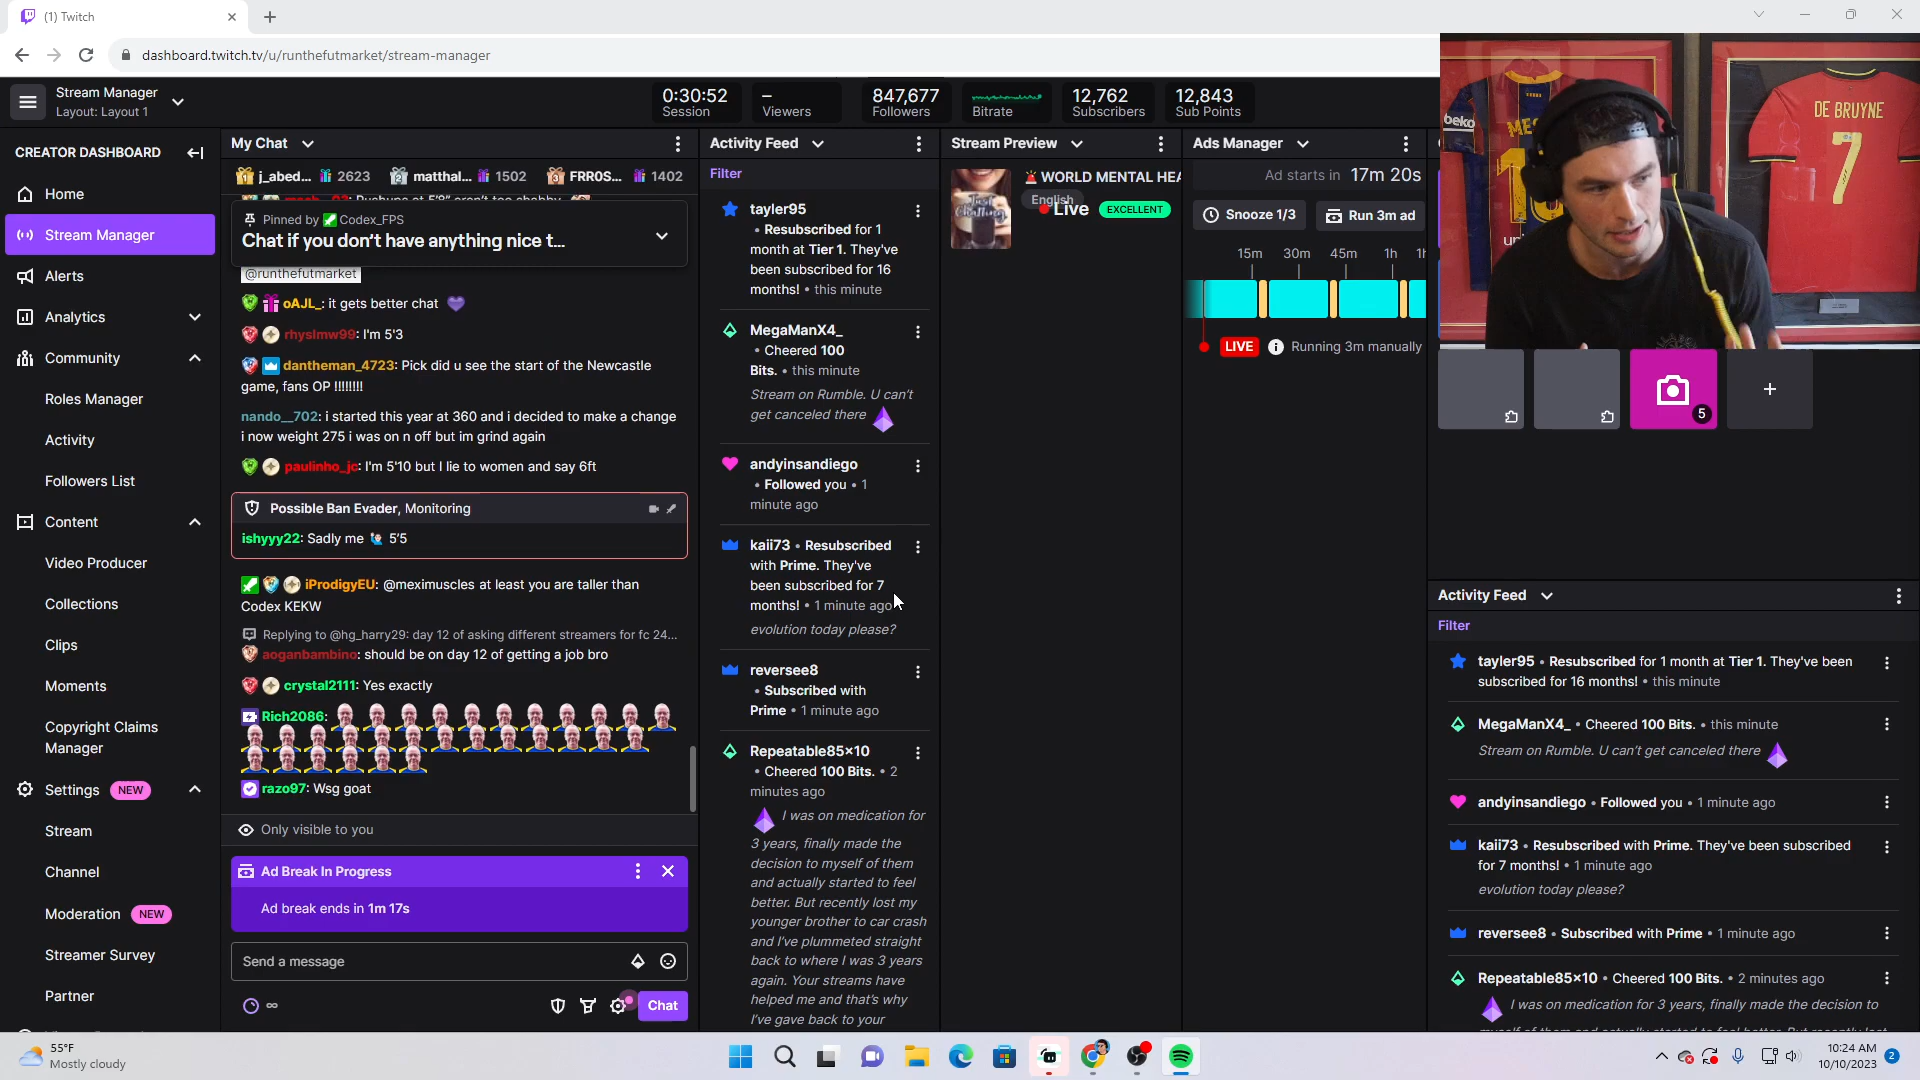 (1) Twitch
dashboard.twitch.tv/u/runthefutmarket/stream-manager
Stream Manager
Layout: Layout 1
0:30:52
Session
–
Viewers
847,677
Followers
Bitrate
12,762
Subscribers
12,843
Sub Points
CREATOR DASHBOARD
Home
Stream Manager
Alerts
Analytics
Community
Roles Manager
Activity
Followers List
Content
Video Producer
Collections
Clips
Moments
Copyright Claims
Manager
Settings NEW
Stream
Channel
Moderation NEW
Streamer Survey
Partner
My Chat
j_abed... 2623 matthal... 1502 FRR0S... 1402
Pinned by Codex_FPS
Chat if you don't have anything nice t...
@runthefutmarket
oAJL_: it gets better chat
rhyslmw99: I'm 5'3
dantheman_4723: Pick did u see the start of the Newcastle
game, fans OP !!!!!!!!
nando__702: i started this year at 360 and i decided to make a change
i now weight 275 i was on n off but im grind again
paulinho_jc: I'm 5'10 but I lie to women and say 6ft
Possible Ban Evader, Monitoring
ishyyy22: Sadly me 5'5
iProdigyEU: @meximuscles at least you are taller than
Codex KEKW
Replying to @hg_harry29: day 12 of asking different streamers for fc 24...
aoganbambino: should be on day 12 of getting a job bro
crystal2111: Yes exactly
Rich2086:
razo97: Wsg goat
Only visible to you
Ad Break In Progress
Ad break ends in 1m 17s
Send a message
∞
Chat
Activity Feed
Filter
tayler95
• Resubscribed for 1
month at Tier 1. They've
been subscribed for 16
months! • this minute
MegaManX4_
• Cheered 100
Bits. • this minute
Stream on Rumble. U can't
get canceled there
andyinsandiego
• Followed you • 1
minute ago
kaii73 • Resubscribed
with Prime. They've
been subscribed for 7
months! • 1 minute ago
evolution today please?
reversee8
• Subscribed with
Prime • 1 minute ago
Repeatable85x10
• Cheered 100 Bits. • 2
minutes ago
I was on medication for
3 years, finally made the
decision to myself of them
and actually started to feel
better. But recently lost my
younger brother to car crash
and I've plummeted straight
back to where I was 3 years
again. Your streams have
helped me and that's why
I've gave back to your
Stream Preview
WORLD MENTAL HEA
English
Live EXCELLENT
Ads Manager
Ad starts in 17m 20s
Snooze 1/3
Run 3m ad
15m 30m 45m 1h 1h
LIVE Running 3m manually
beko
DE BRUYNE
7
5
+
Activity Feed
Filter
tayler95 • Resubscribed for 1 month at Tier 1. They've been
subscribed for 16 months! • this minute
MegaManX4_ • Cheered 100 Bits. • this minute
Stream on Rumble. U can't get canceled there
andyinsandiego • Followed you • 1 minute ago
kaii73 • Resubscribed with Prime. They've been subscribed
for 7 months! • 1 minute ago
evolution today please?
reversee8 • Subscribed with Prime • 1 minute ago
Repeatable85x10 • Cheered 100 Bits. • 2 minutes ago
I was on medication for 3 years, finally made the decision to
55°F
Mostly cloudy
10:24 AM
10/10/2023
2